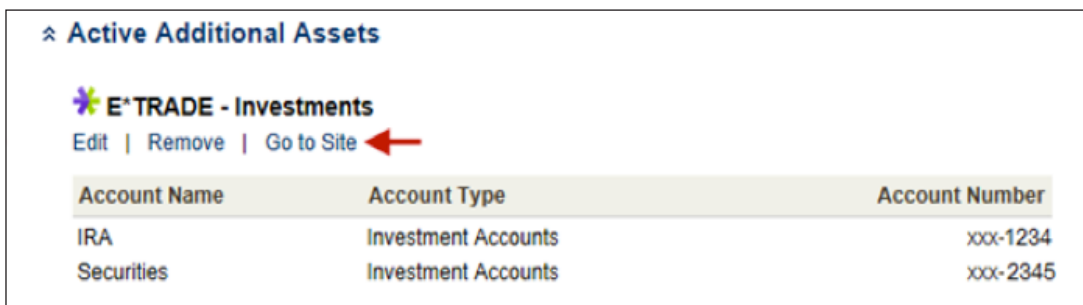 Active Additional Assets
E*TRADE - Investments
Edit | Remove | Go to Site
Account Name Account Type Account Number
IRA Investment Accounts xxx-1234
Securities Investment Accounts xxx-2345